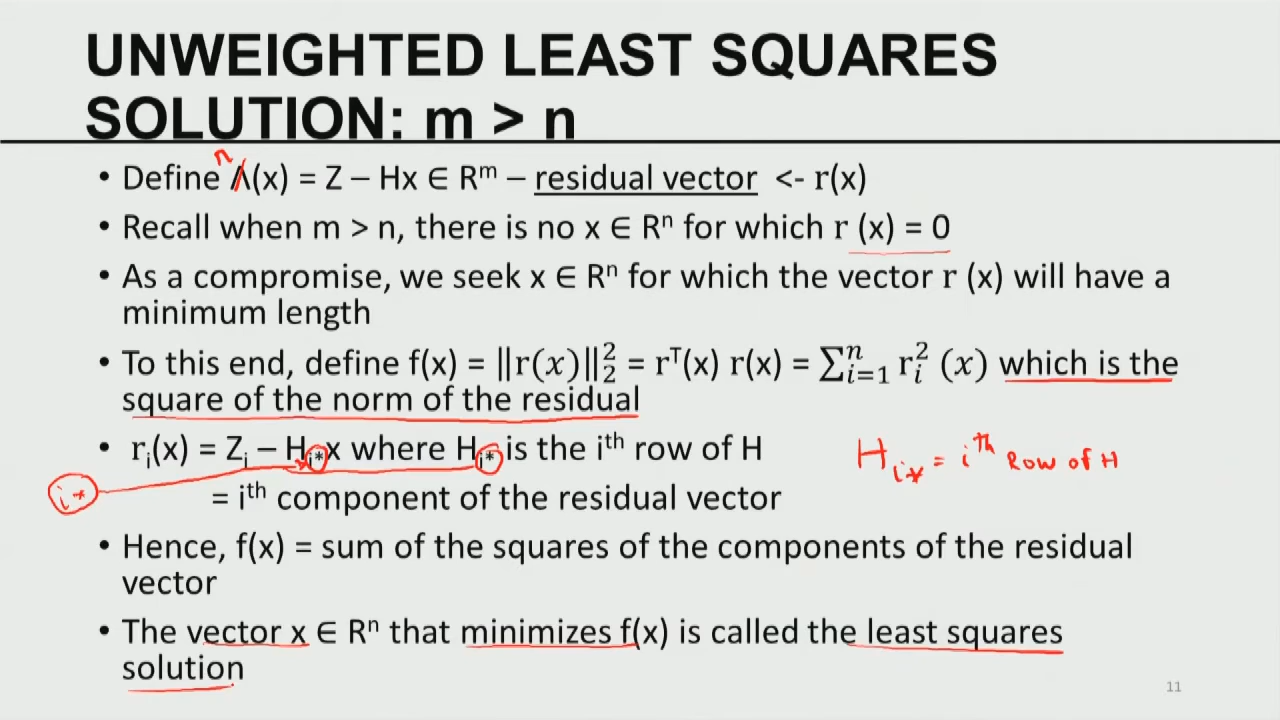 UNWEIGHTED LEAST SQUARES
SOLUTION: m > n
n
• Define Λ(x) = Z – Hx ∈ Rᵐ – residual vector <- r(x)
• Recall when m > n, there is no x ∈ Rⁿ for which r (x) = 0
• As a compromise, we seek x ∈ Rⁿ for which the vector r (x) will have a
minimum length
• To this end, define f(x) = ‖r(x)‖₂² = rᵀ(x) r(x) = ∑ᵢ₌₁ⁿ rᵢ² (x) which is the
square of the norm of the residual
• rᵢ(x) = Zᵢ – Hᵢ*x where Hᵢ* is the iᵗʰ row of H
Hᵢ* = iᵗʰ Row of H
i*
= iᵗʰ component of the residual vector
• Hence, f(x) = sum of the squares of the components of the residual
vector
• The vector x ∈ Rⁿ that minimizes f(x) is called the least squares
solution
11